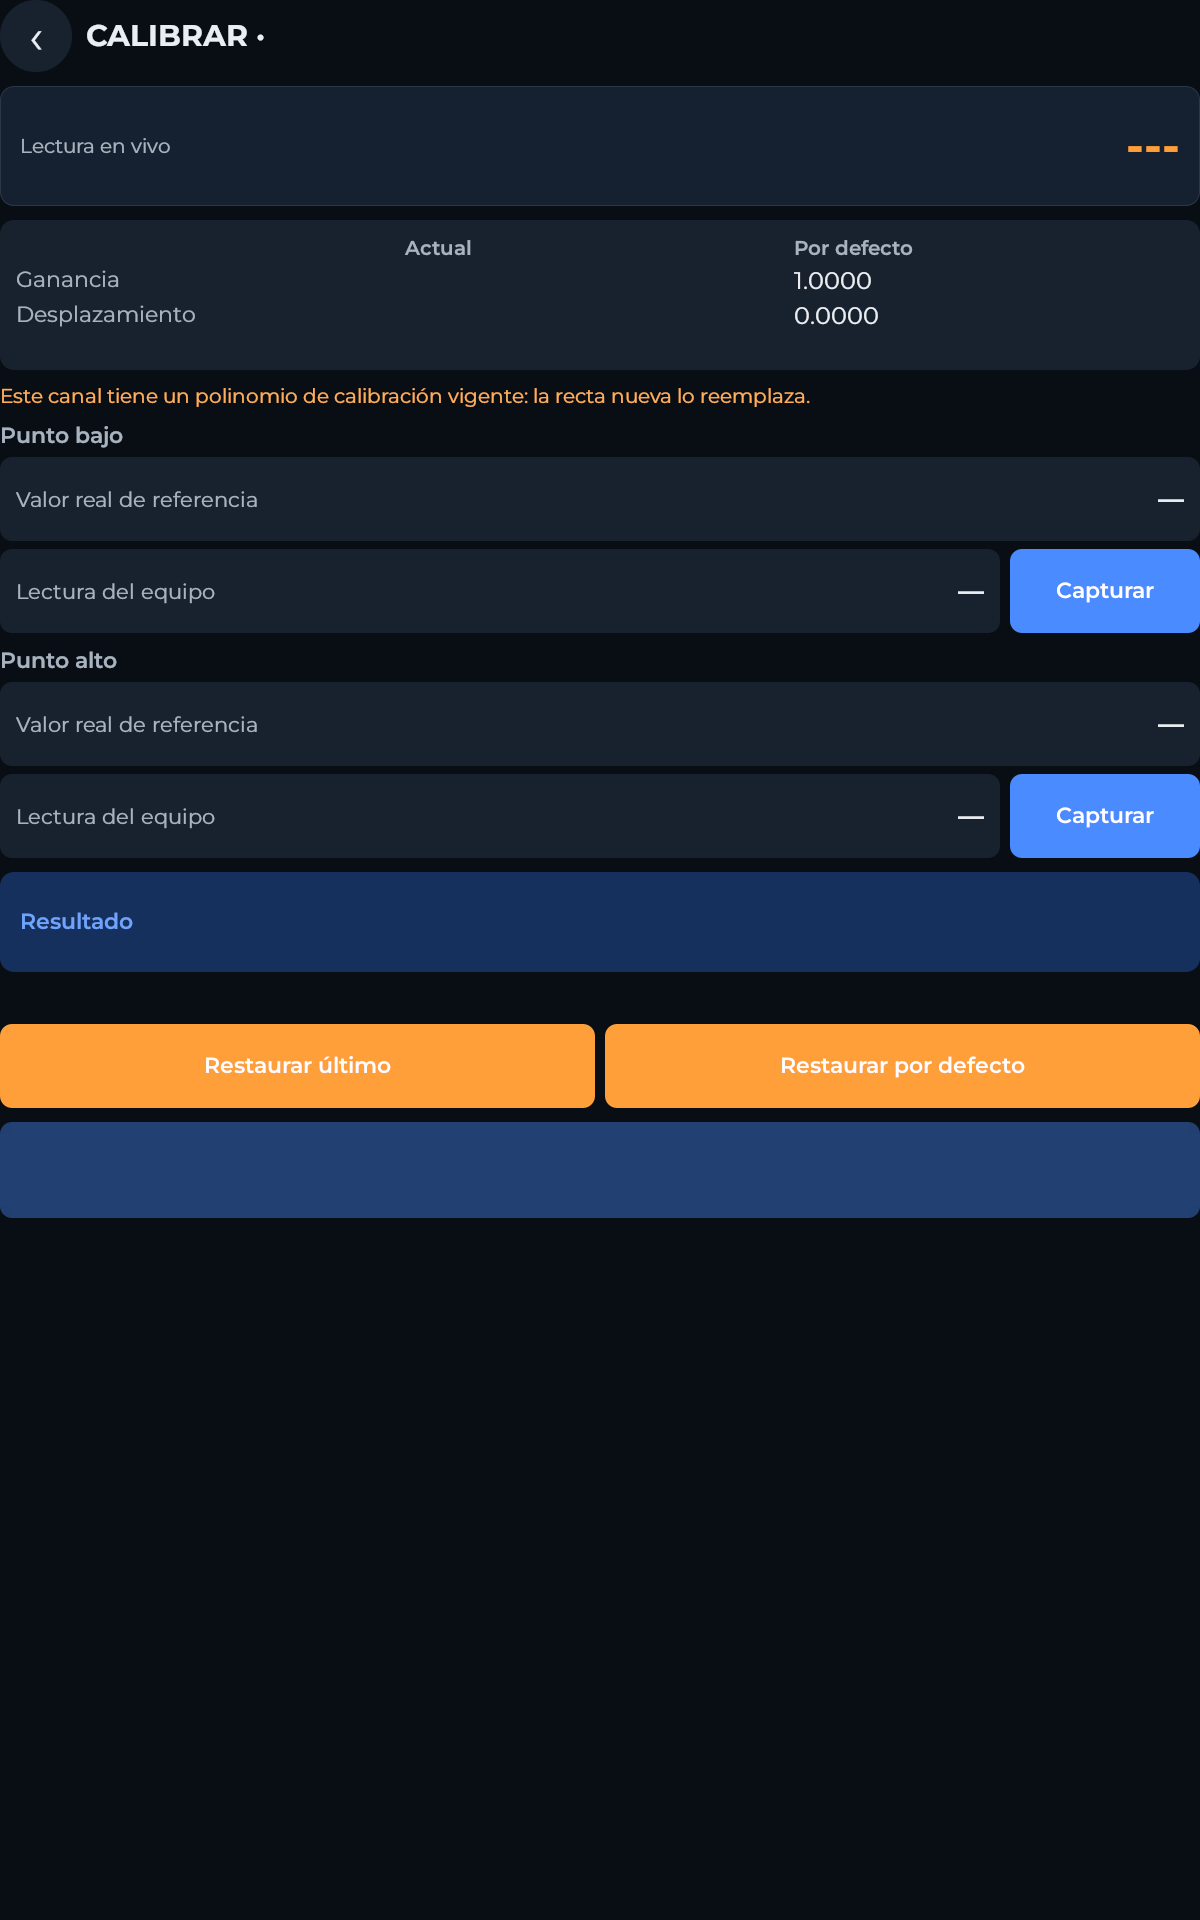 ‹ CALIBRAR ·
Lectura en vivo ---
Actual Por defecto
Ganancia 1.0000
Desplazamiento 0.0000
Este canal tiene un polinomio de calibración vigente: la recta nueva lo reemplaza.
Punto bajo
Valor real de referencia —
Lectura del equipo — Capturar
Punto alto
Valor real de referencia —
Lectura del equipo — Capturar
Resultado
Restaurar último Restaurar por defecto